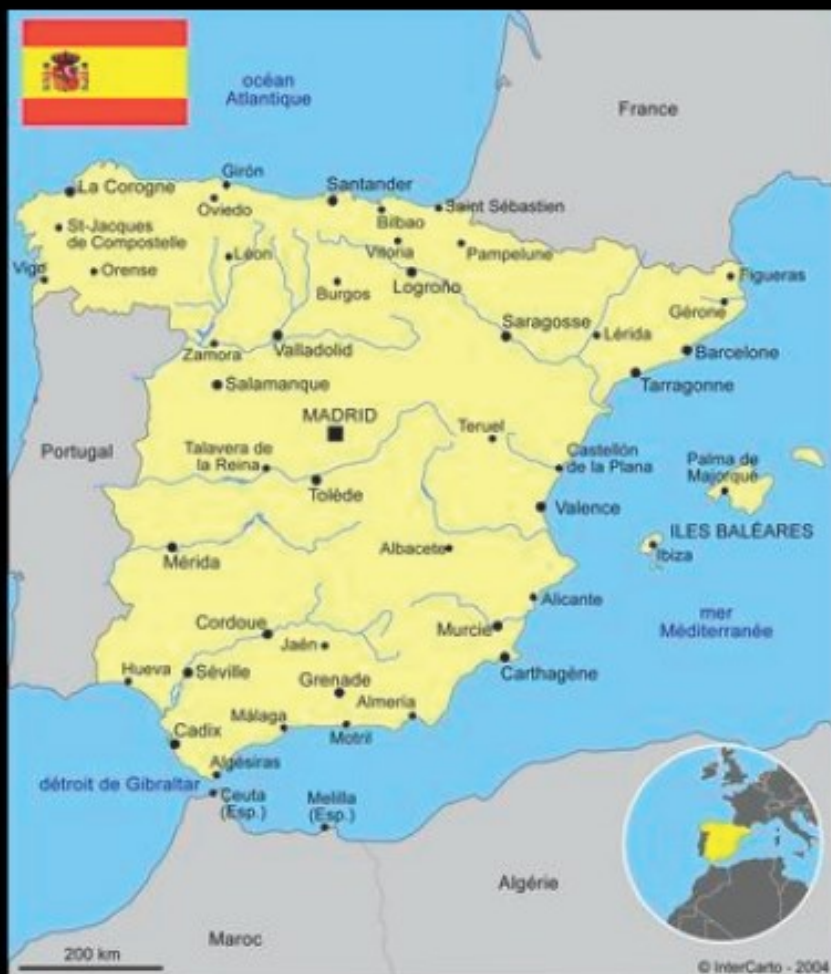 océan
Atlantique
France
La Corogne
Girón
Santander
Saint Sébastien
Oviedo
Bilbao
St-Jacques
de Compostelle
Léon
Vitoria
Pampelune
Vigo
Orense
Burgos
Logroño
Figueras
Gérone
Saragosse
Lérida
Zamora
Valladolid
Barcelone
Salamanque
Tarragonne
MADRID
Teruel
Portugal
Talavera de
la Reina
Castellón
de la Plana
Palma de
Majorque
Tolède
Valence
ILES BALÉARES
Ibiza
Mérida
Albacete
Alicante
mer
Méditerranée
Cordoue
Murcie
Jaén
Hueva
Séville
Grenade
Carthagène
Almeria
Málaga
Motril
Cadix
Algésiras
détroit de Gibraltar
Ceuta
(Esp.)
Melilla
(Esp.)
Algérie
Maroc
200 km
© InterCarto - 2004